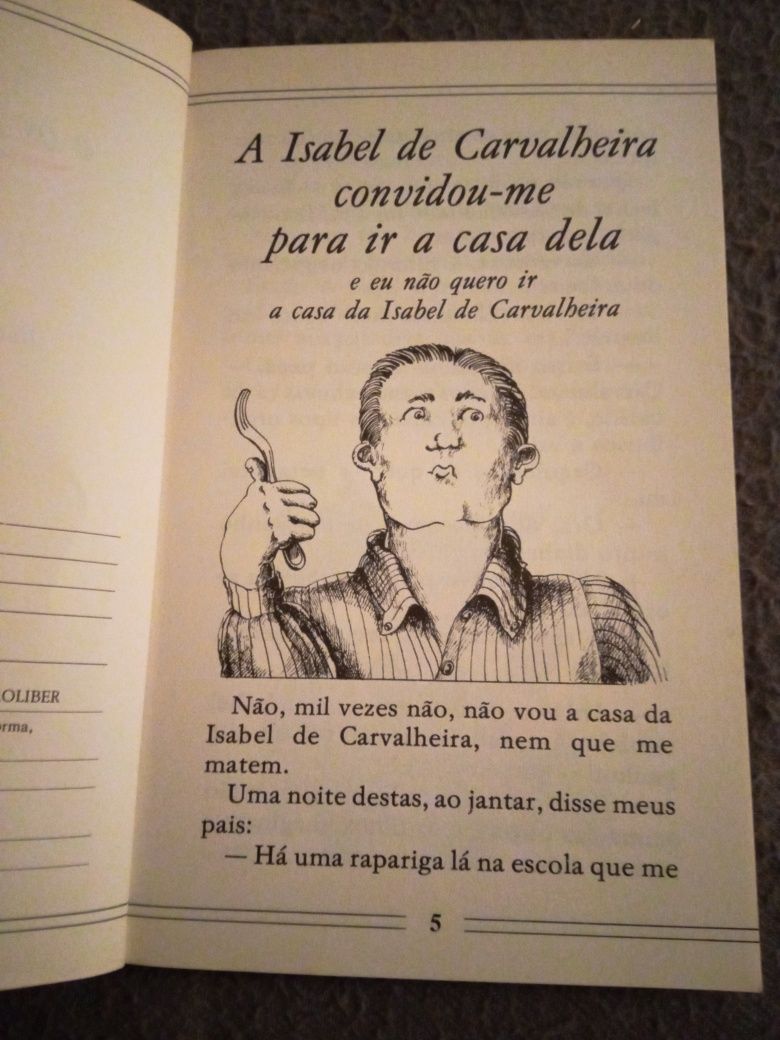 OLIBER
orma,
A Isabel de Carvalheira
convidou-me
para ir a casa dela
e eu não quero ir
a casa da Isabel de Carvalheira
Não, mil vezes não, não vou a casa da
Isabel de Carvalheira, nem que me
matem.
Uma noite destas, ao jantar, disse meus
pais:
— Há uma rapariga lá na escola que me
5